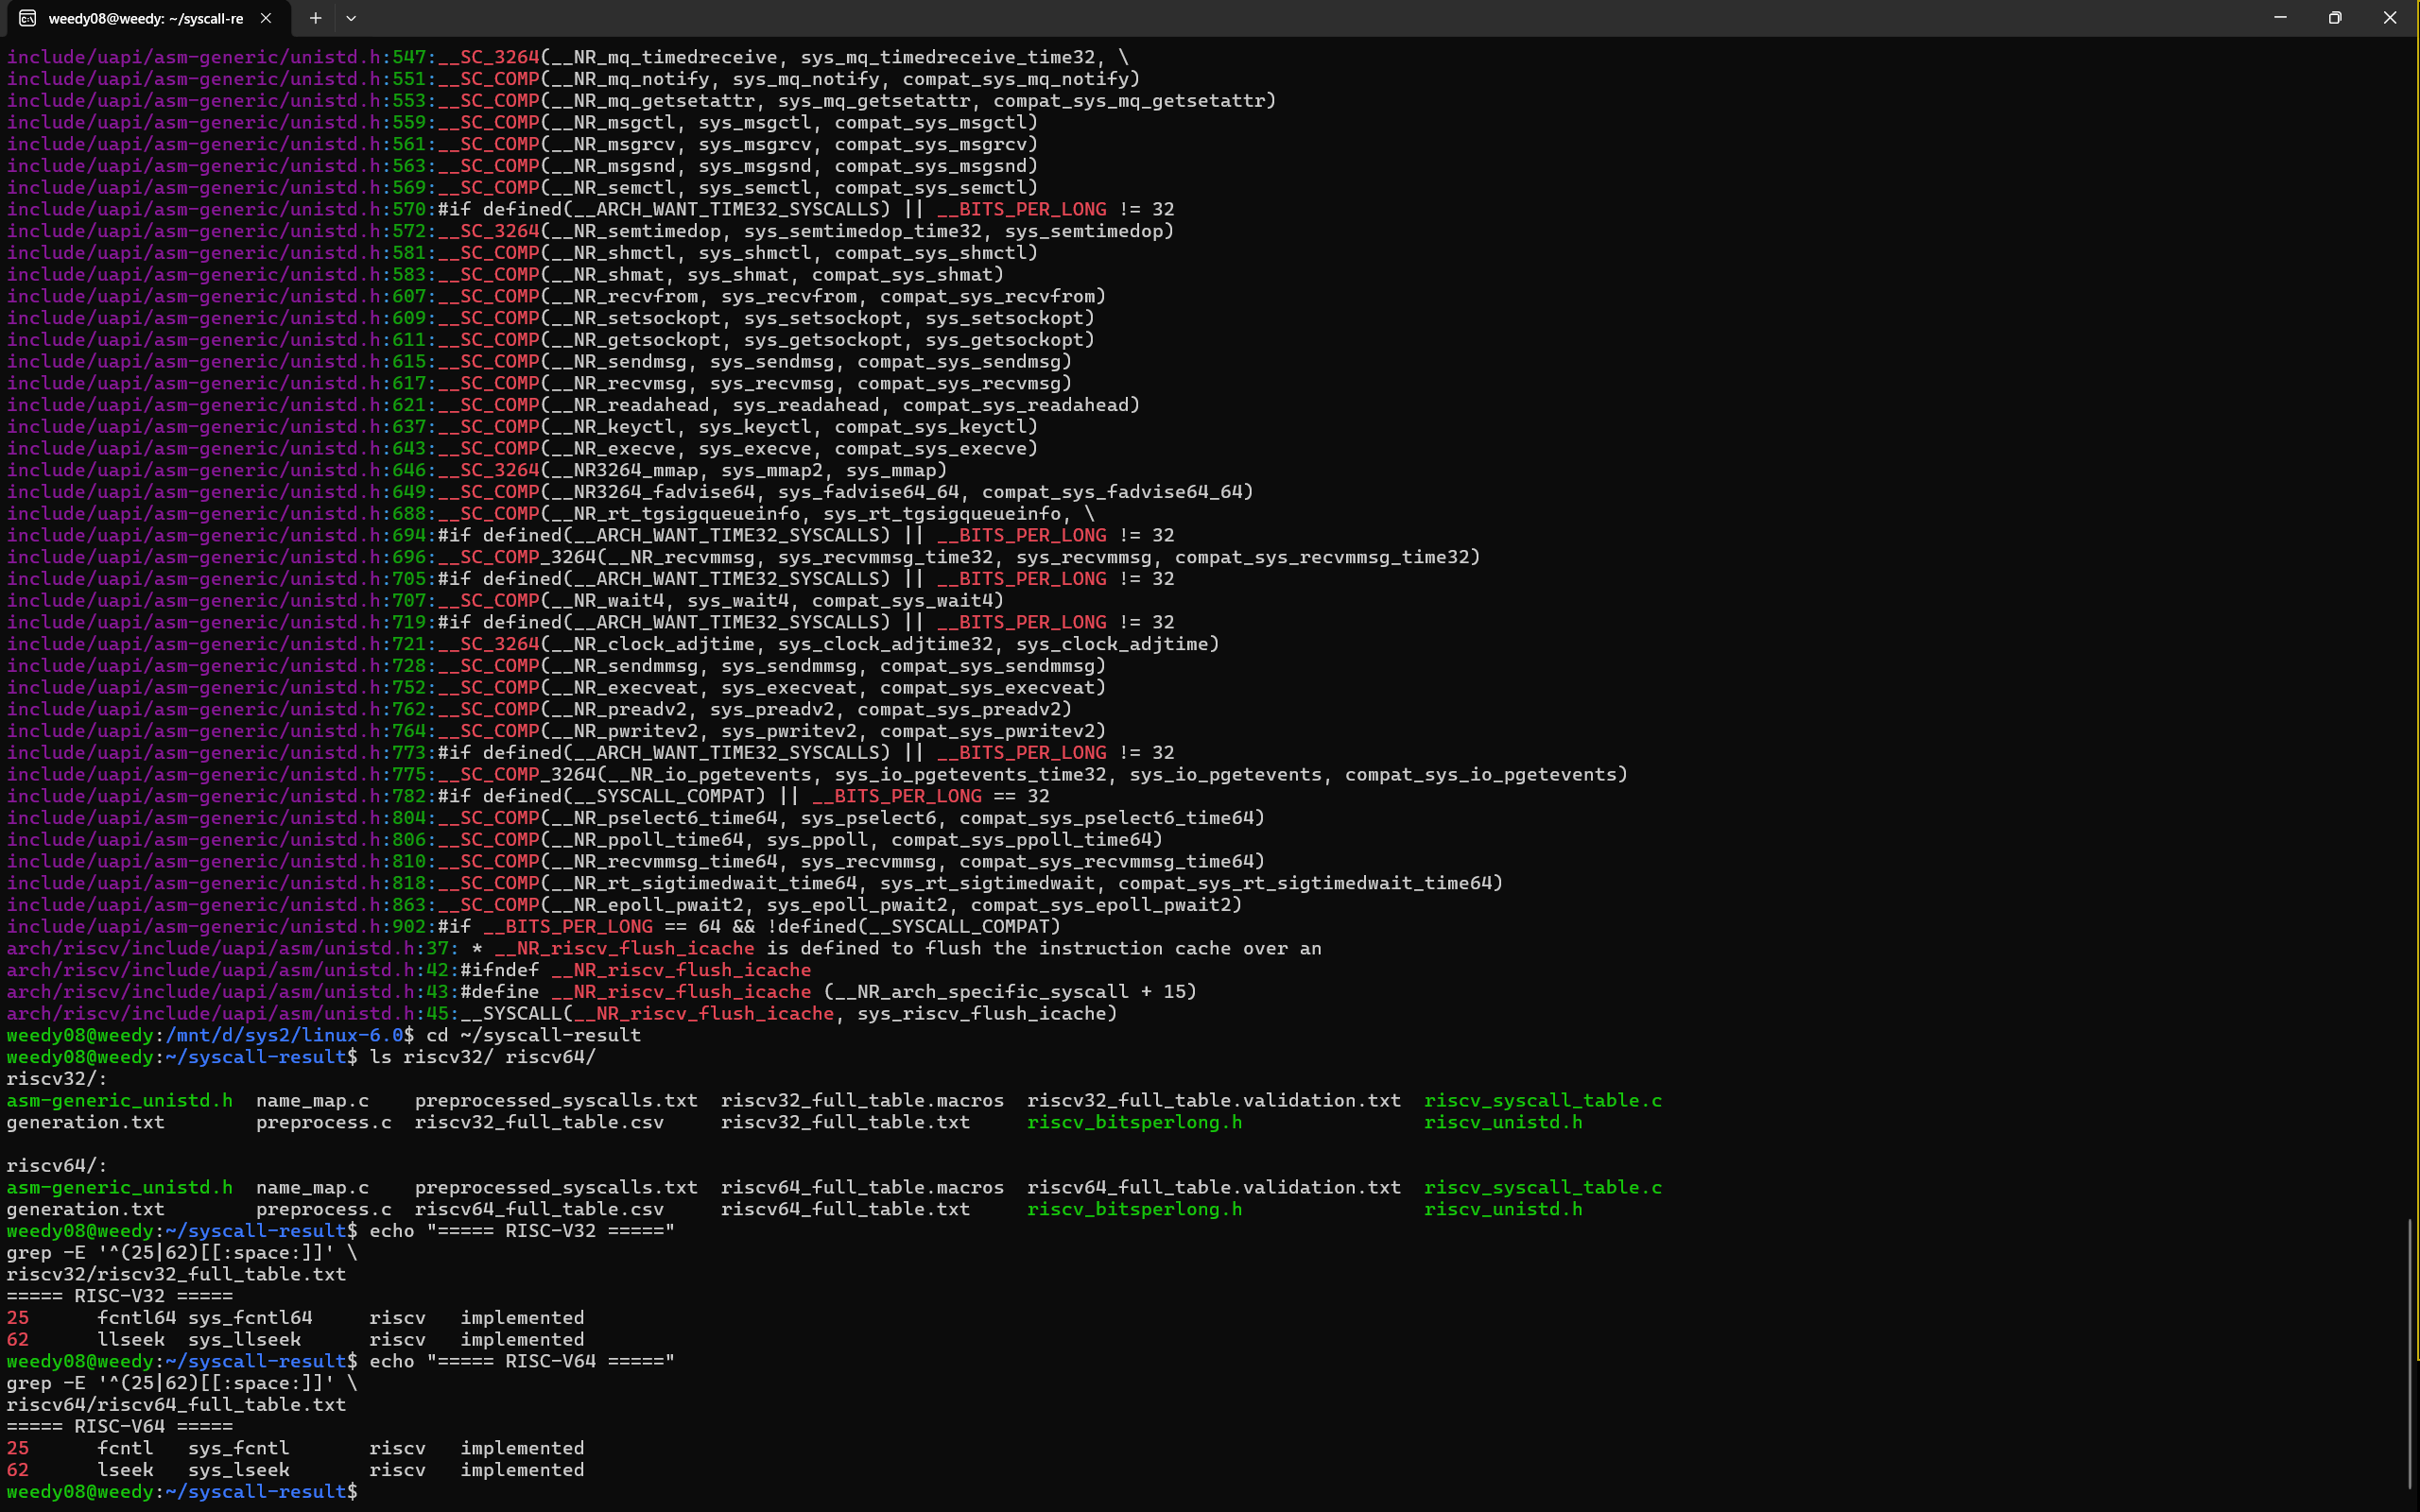 weedy08@weedy: ~/syscall-re
include/uapi/asm-generic/unistd.h:547:__SC_3264(__NR_mq_timedreceive, sys_mq_timedreceive_time32, \
include/uapi/asm-generic/unistd.h:551:__SC_COMP(__NR_mq_notify, sys_mq_notify, compat_sys_mq_notify)
include/uapi/asm-generic/unistd.h:553:__SC_COMP(__NR_mq_getsetattr, sys_mq_getsetattr, compat_sys_mq_getsetattr)
include/uapi/asm-generic/unistd.h:559:__SC_COMP(__NR_msgctl, sys_msgctl, compat_sys_msgctl)
include/uapi/asm-generic/unistd.h:561:__SC_COMP(__NR_msgrcv, sys_msgrcv, compat_sys_msgrcv)
include/uapi/asm-generic/unistd.h:563:__SC_COMP(__NR_msgsnd, sys_msgsnd, compat_sys_msgsnd)
include/uapi/asm-generic/unistd.h:569:__SC_COMP(__NR_semctl, sys_semctl, compat_sys_semctl)
include/uapi/asm-generic/unistd.h:570:#if defined(__ARCH_WANT_TIME32_SYSCALLS) || __BITS_PER_LONG != 32
include/uapi/asm-generic/unistd.h:572:__SC_3264(__NR_semtimedop, sys_semtimedop_time32, sys_semtimedop)
include/uapi/asm-generic/unistd.h:581:__SC_COMP(__NR_shmctl, sys_shmctl, compat_sys_shmctl)
include/uapi/asm-generic/unistd.h:583:__SC_COMP(__NR_shmat, sys_shmat, compat_sys_shmat)
include/uapi/asm-generic/unistd.h:607:__SC_COMP(__NR_recvfrom, sys_recvfrom, compat_sys_recvfrom)
include/uapi/asm-generic/unistd.h:609:__SC_COMP(__NR_setsockopt, sys_setsockopt, sys_setsockopt)
include/uapi/asm-generic/unistd.h:611:__SC_COMP(__NR_getsockopt, sys_getsockopt, sys_getsockopt)
include/uapi/asm-generic/unistd.h:615:__SC_COMP(__NR_sendmsg, sys_sendmsg, compat_sys_sendmsg)
include/uapi/asm-generic/unistd.h:617:__SC_COMP(__NR_recvmsg, sys_recvmsg, compat_sys_recvmsg)
include/uapi/asm-generic/unistd.h:621:__SC_COMP(__NR_readahead, sys_readahead, compat_sys_readahead)
include/uapi/asm-generic/unistd.h:637:__SC_COMP(__NR_keyctl, sys_keyctl, compat_sys_keyctl)
include/uapi/asm-generic/unistd.h:643:__SC_COMP(__NR_execve, sys_execve, compat_sys_execve)
include/uapi/asm-generic/unistd.h:646:__SC_3264(__NR3264_mmap, sys_mmap2, sys_mmap)
include/uapi/asm-generic/unistd.h:649:__SC_COMP(__NR3264_fadvise64, sys_fadvise64_64, compat_sys_fadvise64_64)
include/uapi/asm-generic/unistd.h:688:__SC_COMP(__NR_rt_tgsigqueueinfo, sys_rt_tgsigqueueinfo, \
include/uapi/asm-generic/unistd.h:694:#if defined(__ARCH_WANT_TIME32_SYSCALLS) || __BITS_PER_LONG != 32
include/uapi/asm-generic/unistd.h:696:__SC_COMP_3264(__NR_recvmmsg, sys_recvmmsg_time32, sys_recvmmsg, compat_sys_recvmmsg_time32)
include/uapi/asm-generic/unistd.h:705:#if defined(__ARCH_WANT_TIME32_SYSCALLS) || __BITS_PER_LONG != 32
include/uapi/asm-generic/unistd.h:707:__SC_COMP(__NR_wait4, sys_wait4, compat_sys_wait4)
include/uapi/asm-generic/unistd.h:719:#if defined(__ARCH_WANT_TIME32_SYSCALLS) || __BITS_PER_LONG != 32
include/uapi/asm-generic/unistd.h:721:__SC_3264(__NR_clock_adjtime, sys_clock_adjtime32, sys_clock_adjtime)
include/uapi/asm-generic/unistd.h:728:__SC_COMP(__NR_sendmmsg, sys_sendmmsg, compat_sys_sendmmsg)
include/uapi/asm-generic/unistd.h:752:__SC_COMP(__NR_execveat, sys_execveat, compat_sys_execveat)
include/uapi/asm-generic/unistd.h:762:__SC_COMP(__NR_preadv2, sys_preadv2, compat_sys_preadv2)
include/uapi/asm-generic/unistd.h:764:__SC_COMP(__NR_pwritev2, sys_pwritev2, compat_sys_pwritev2)
include/uapi/asm-generic/unistd.h:773:#if defined(__ARCH_WANT_TIME32_SYSCALLS) || __BITS_PER_LONG != 32
include/uapi/asm-generic/unistd.h:775:__SC_COMP_3264(__NR_io_pgetevents, sys_io_pgetevents_time32, sys_io_pgetevents, compat_sys_io_pgetevents)
include/uapi/asm-generic/unistd.h:782:#if defined(__SYSCALL_COMPAT) || __BITS_PER_LONG == 32
include/uapi/asm-generic/unistd.h:804:__SC_COMP(__NR_pselect6_time64, sys_pselect6, compat_sys_pselect6_time64)
include/uapi/asm-generic/unistd.h:806:__SC_COMP(__NR_ppoll_time64, sys_ppoll, compat_sys_ppoll_time64)
include/uapi/asm-generic/unistd.h:810:__SC_COMP(__NR_recvmmsg_time64, sys_recvmmsg, compat_sys_recvmmsg_time64)
include/uapi/asm-generic/unistd.h:818:__SC_COMP(__NR_rt_sigtimedwait_time64, sys_rt_sigtimedwait, compat_sys_rt_sigtimedwait_time64)
include/uapi/asm-generic/unistd.h:863:__SC_COMP(__NR_epoll_pwait2, sys_epoll_pwait2, compat_sys_epoll_pwait2)
include/uapi/asm-generic/unistd.h:902:#if __BITS_PER_LONG == 64 && !defined(__SYSCALL_COMPAT)
arch/riscv/include/uapi/asm/unistd.h:37: * __NR_riscv_flush_icache is defined to flush the instruction cache over an
arch/riscv/include/uapi/asm/unistd.h:42:#ifndef __NR_riscv_flush_icache
arch/riscv/include/uapi/asm/unistd.h:43:#define __NR_riscv_flush_icache (__NR_arch_specific_syscall + 15)
arch/riscv/include/uapi/asm/unistd.h:45:__SYSCALL(__NR_riscv_flush_icache, sys_riscv_flush_icache)
weedy08@weedy:/mnt/d/sys2/linux-6.0$ cd ~/syscall-result
weedy08@weedy:~/syscall-result$ ls riscv32/ riscv64/
riscv32/:
asm-generic_unistd.h  name_map.c    preprocessed_syscalls.txt  riscv32_full_table.macros  riscv32_full_table.validation.txt  riscv_syscall_table.c
generation.txt        preprocess.c  riscv32_full_table.csv     riscv32_full_table.txt     riscv_bitsperlong.h                riscv_unistd.h
riscv64/:
asm-generic_unistd.h  name_map.c    preprocessed_syscalls.txt  riscv64_full_table.macros  riscv64_full_table.validation.txt  riscv_syscall_table.c
generation.txt        preprocess.c  riscv64_full_table.csv     riscv64_full_table.txt     riscv_bitsperlong.h                riscv_unistd.h
weedy08@weedy:~/syscall-result$ echo "===== RISC-V32 ====="
grep -E '^(25|62)[[:space:]]' \
riscv32/riscv32_full_table.txt
===== RISC-V32 =====
25      fcntl64 sys_fcntl64     riscv   implemented
62      llseek  sys_llseek      riscv   implemented
weedy08@weedy:~/syscall-result$ echo "===== RISC-V64 ====="
grep -E '^(25|62)[[:space:]]' \
riscv64/riscv64_full_table.txt
===== RISC-V64 =====
25      fcntl   sys_fcntl       riscv   implemented
62      lseek   sys_lseek       riscv   implemented
weedy08@weedy:~/syscall-result$